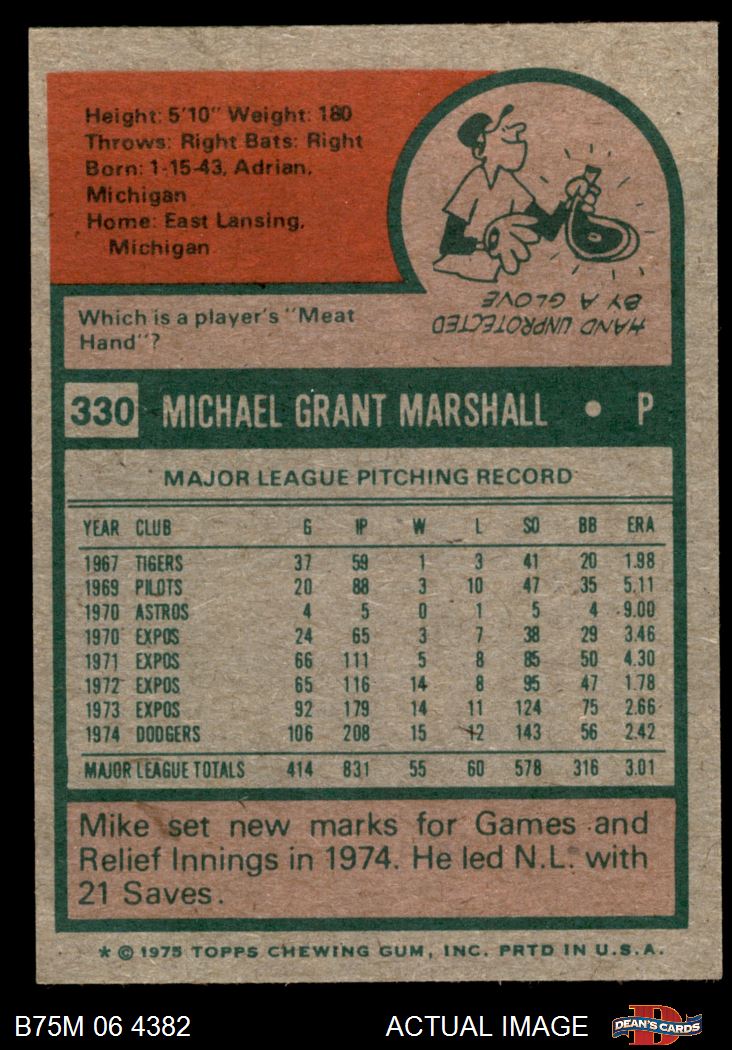 Height: 5'10" Weight: 180
Throws: Right Bats: Right
Born: 1-15-43, Adrian,
Michigan
Home: East Lansing,
Michigan
Which is a player's "Meat
Hand"?
HAND UNPROTECTED
BY A GLOVE
330 MICHAEL GRANT MARSHALL • P
MAJOR LEAGUE PITCHING RECORD
YEAR CLUB G IP W L SO BB ERA
1967 TIGERS 37 59 1 3 41 20 1.98
1969 PILOTS 20 88 3 10 47 35 5.11
1970 ASTROS 4 5 0 1 5 4 9.00
1970 EXPOS 24 65 3 7 38 29 3.46
1971 EXPOS 66 111 5 8 85 50 4.30
1972 EXPOS 65 116 14 8 95 47 1.78
1973 EXPOS 92 179 14 11 124 75 2.66
1974 DODGERS 106 208 15 12 143 56 2.42
MAJOR LEAGUE TOTALS 414 831 55 60 578 316 3.01
Mike set new marks for Games and
Relief Innings in 1974. He led N.L. with
21 Saves.
* © 1975 TOPPS CHEWING GUM, INC. PRTD IN U.S.A.
B75M 06 4382 ACTUAL IMAGE DEAN'S CARDS